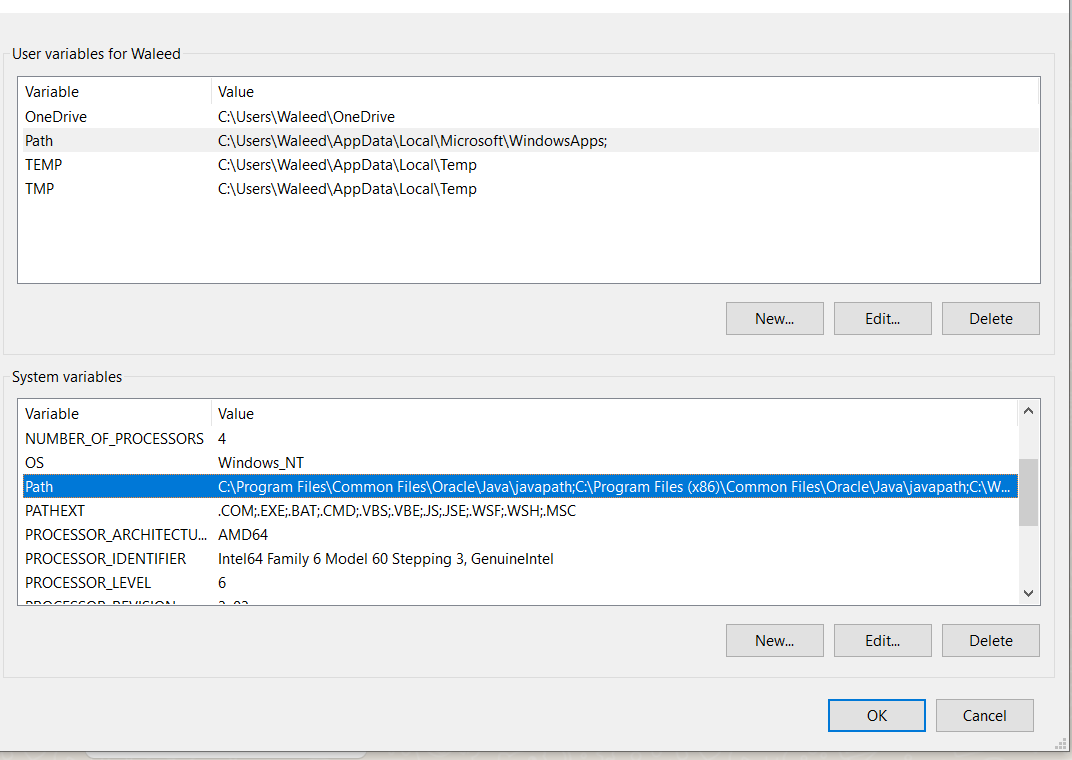 User variables for Waleed
Variable Value
OneDrive C:\Users\Waleed\OneDrive
Path C:\Users\Waleed\AppData\Local\Microsoft\WindowsApps;
TEMP C:\Users\Waleed\AppData\Local\Temp
TMP C:\Users\Waleed\AppData\Local\Temp
New... Edit... Delete
System variables
Variable Value
NUMBER_OF_PROCESSORS 4
OS Windows_NT
Path C:\Program Files\Common Files\Oracle\Java\javapath;C:\Program Files (x86)\Common Files\Oracle\Java\javapath;C:\W...
PATHEXT .COM;.EXE;.BAT;.CMD;.VBS;.VBE;.JS;.JSE;.WSF;.WSH;.MSC
PROCESSOR_ARCHITECTU... AMD64
PROCESSOR_IDENTIFIER Intel64 Family 6 Model 60 Stepping 3, GenuineIntel
PROCESSOR_LEVEL 6
PROCESSOR_REVISION
New... Edit... Delete
OK Cancel